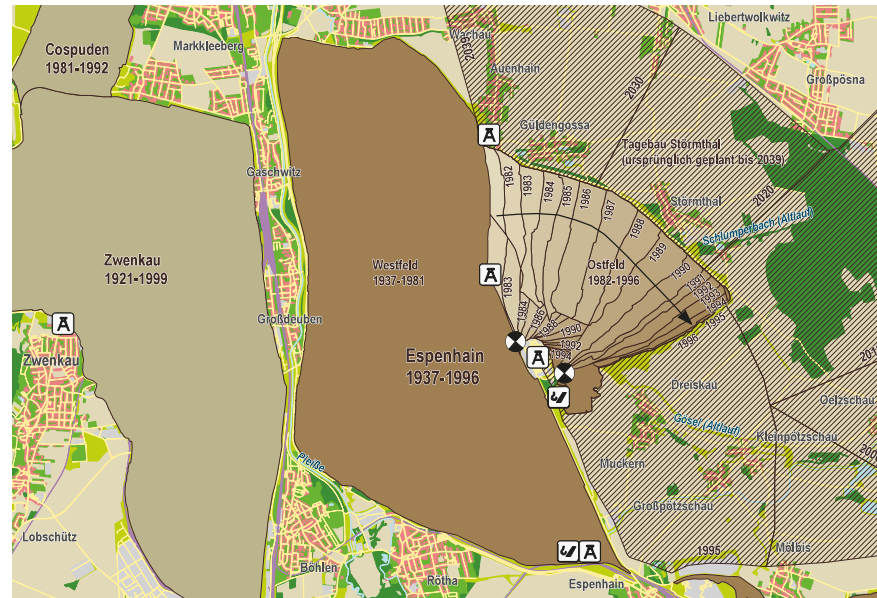 Cospuden
1981-1992
Markkleeberg
Wachau
2039
Liebertwolkwitz
Auenhain
Großpösna
2030
Güldengossa
Tagebau Störmthal
(ursprünglich geplant bis 2039)
Gaschwitz
1982
1983
1984
1985
1986
1987
1988
1989
1990
1991
1992
1993
1994
1995
1996
Störmthal
2020
Schlumperbach (Altlauf)
Zwenkau
1921-1999
Westfeld
1937-1981
Ostfeld
1982-1996
1983
1984
1986
1988
1990
1992
1994
Großdeuben
Zwenkau
Espenhain
1937-1996
Dreiskau
Oelzschau
Gösel (Altlauf)
Kleinpötzschau
Muckern
Pleiße
Großpötzschau
Lobschütz
Böhlen
Rötha
Espenhain
1995
Mölbis